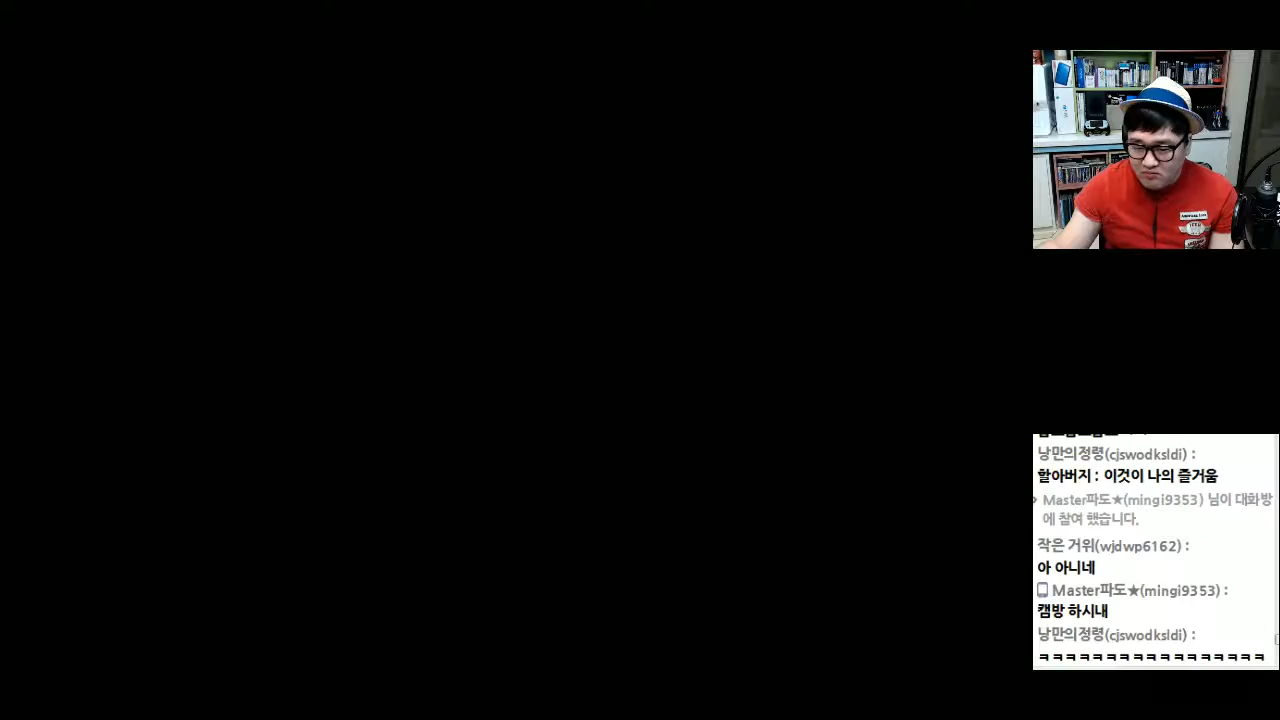 낭만의정령(cjswodksldi) :
할아버지 : 이것이 나의 즐거움
Master파도★(mingi9353) 님이 대화방
에 참여 했습니다.
작은 거위(wjdwp6162) :
아 아니네
Master파도★(mingi9353) :
캠방 하시내
낭만의정령(cjswodksldi) :
ㅋㅋㅋㅋㅋㅋㅋㅋㅋㅋㅋㅋㅋㅋㅋㅋㅋ